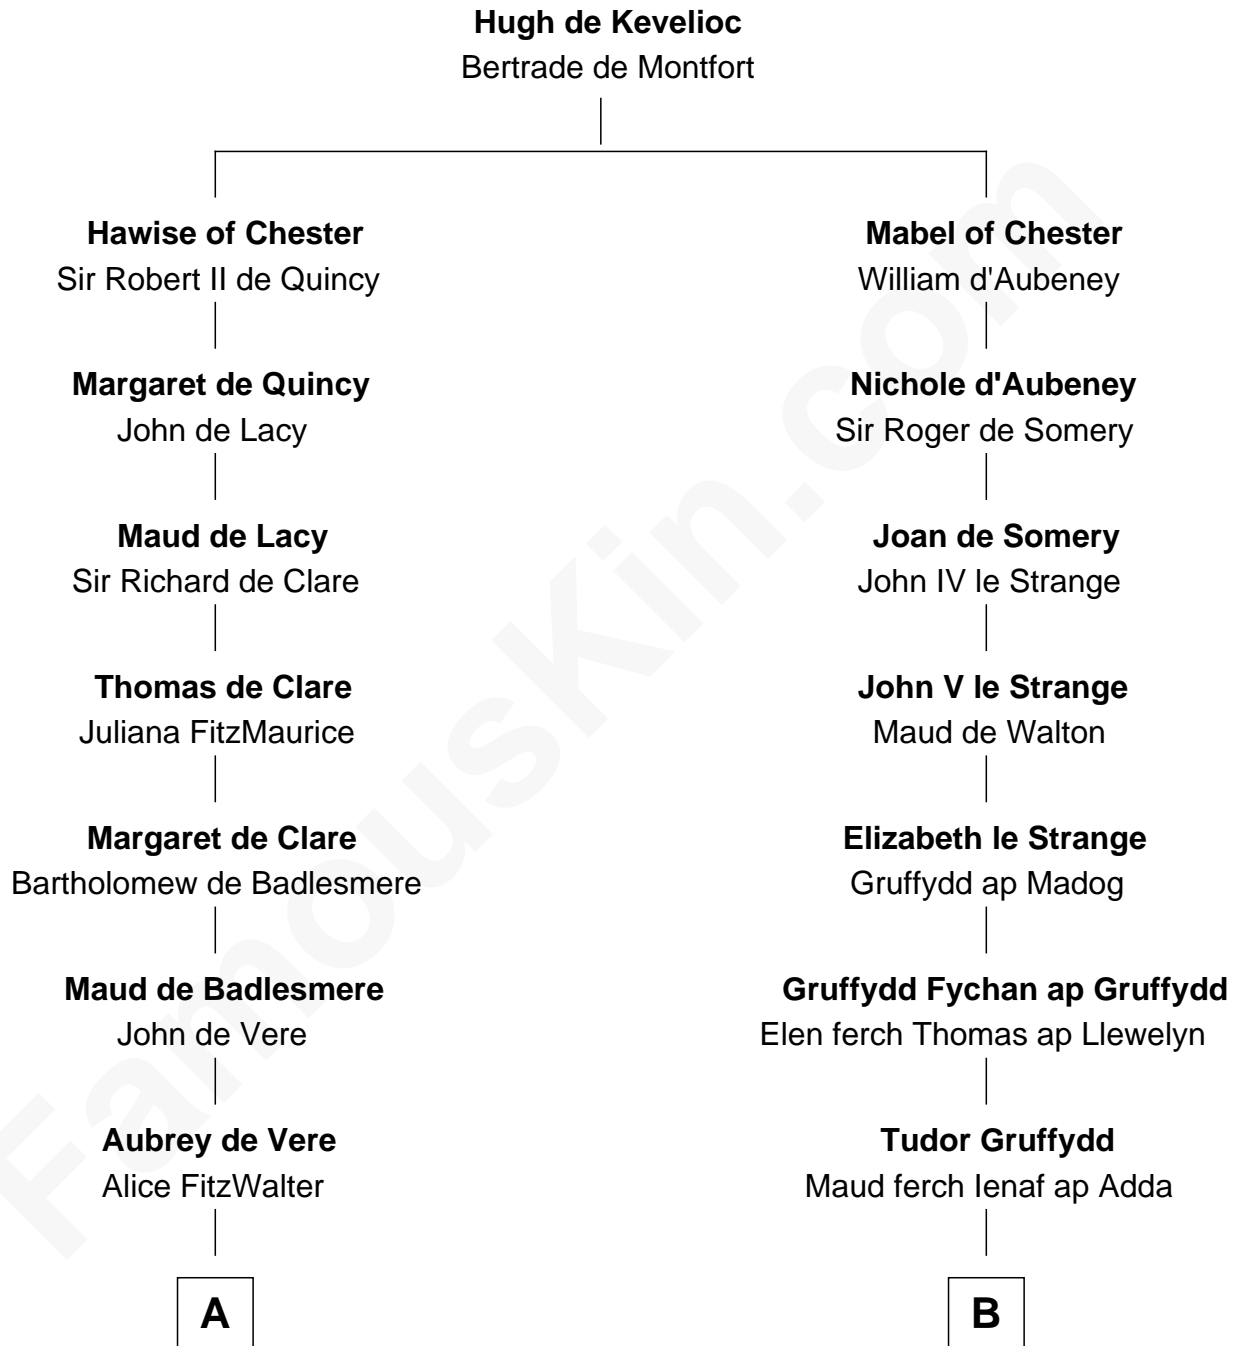 Hugh de Kevelioc
Bertrade de Montfort
Hawise of Chester
Sir Robert II de Quincy
Mabel of Chester
William d'Aubeney
Margaret de Quincy
John de Lacy
Nichole d'Aubeney
Sir Roger de Somery
Maud de Lacy
Sir Richard de Clare
Joan de Somery
John IV le Strange
Thomas de Clare
Juliana FitzMaurice
John V le Strange
Maud de Walton
Margaret de Clare
Bartholomew de Badlesmere
Elizabeth le Strange
Gruffydd ap Madog
Maud de Badlesmere
John de Vere
Gruffydd Fychan ap Gruffydd
Elen ferch Thomas ap Llewelyn
Aubrey de Vere
Alice FitzWalter
Tudor Gruffydd
Maud ferch Ienaf ap Adda
A
B
FamousKin.com